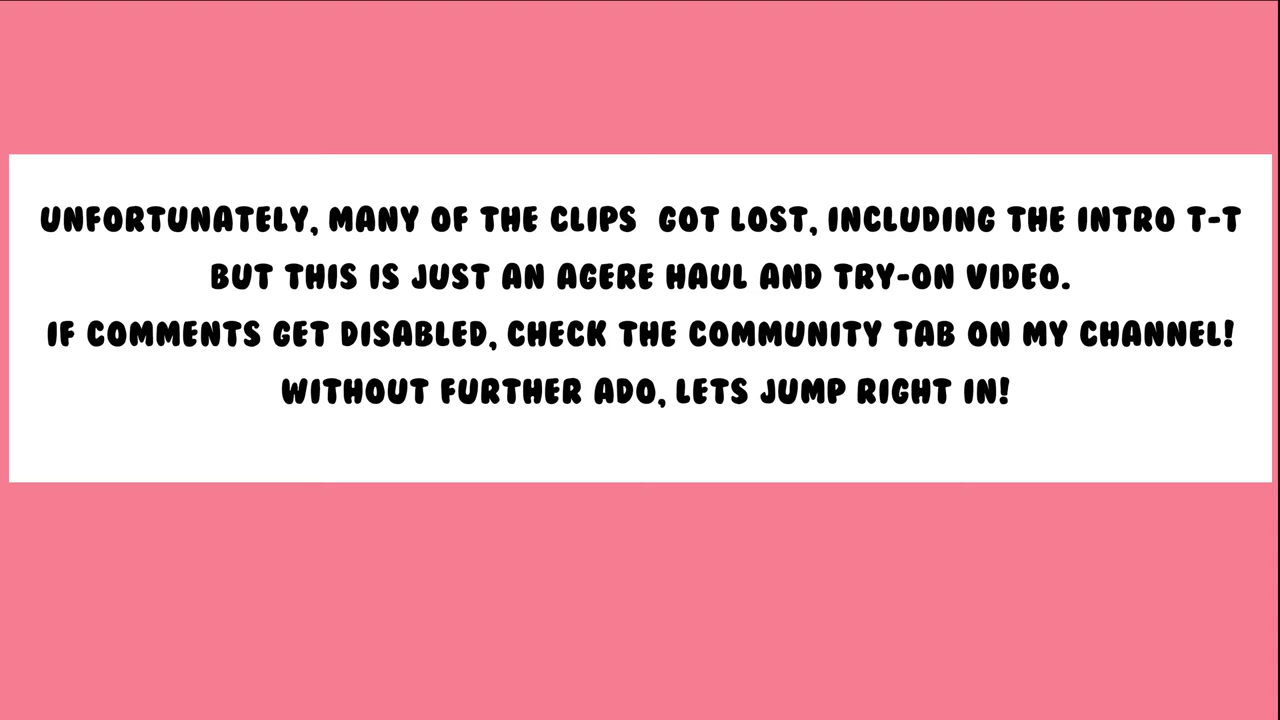 UNFORTUNATELY, MANY OF THE CLIPS GOT LOST, INCLUDING THE INTRO T-T
BUT THIS IS JUST AN AGERE HAUL AND TRY-ON VIDEO.
IF COMMENTS GET DISABLED, CHECK THE COMMUNITY TAB ON MY CHANNEL!
WITHOUT FURTHER ADO, LETS JUMP RIGHT IN!